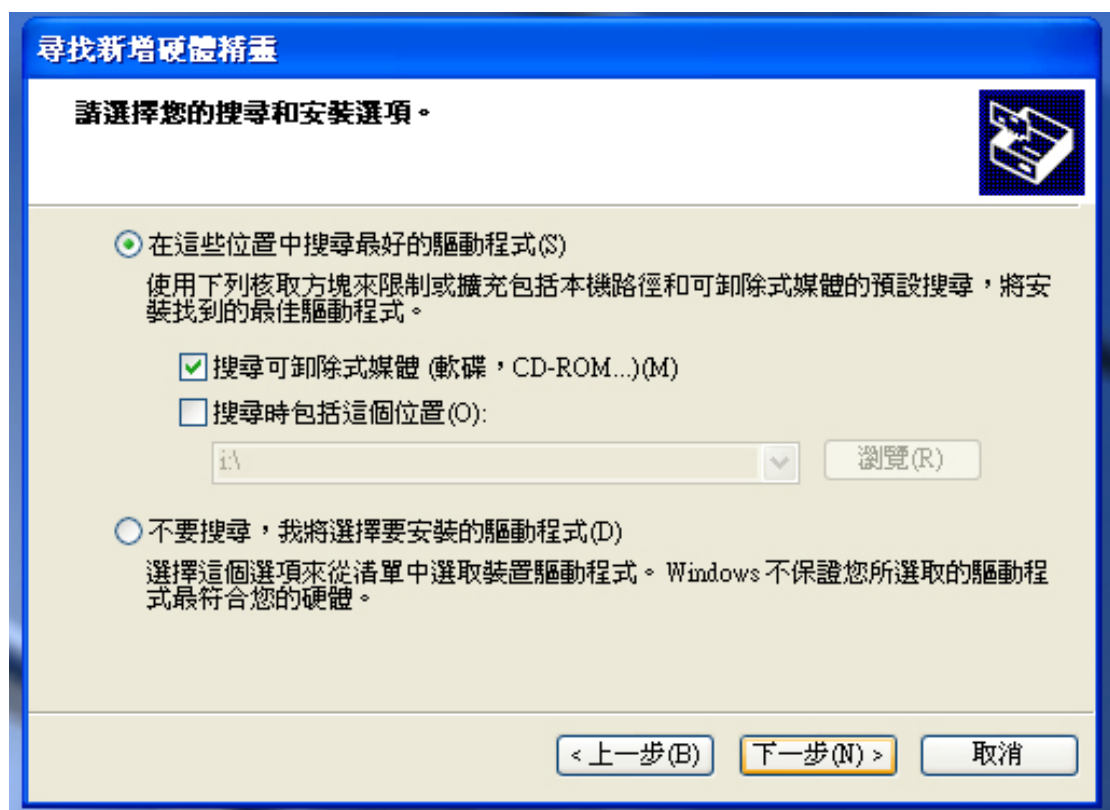 尋找新增硬體精靈
請選擇您的搜尋和安裝選項。
在這些位置中搜尋最好的驅動程式(S)
使用下列核取方塊來限制或擴充包括本機路徑和可卸除式媒體的預設搜尋，將安
裝找到的最佳驅動程式。
搜尋可卸除式媒體 (軟碟，CD-ROM...)(M)
搜尋時包括這個位置(O):
i:\
瀏覽(R)
不要搜尋，我將選擇要安裝的驅動程式(D)
選擇這個選項來從清單中選取裝置驅動程式。Windows 不保證您所選取的驅動程
式最符合您的硬體。
< 上一步(B) 下一步(N) > 取消